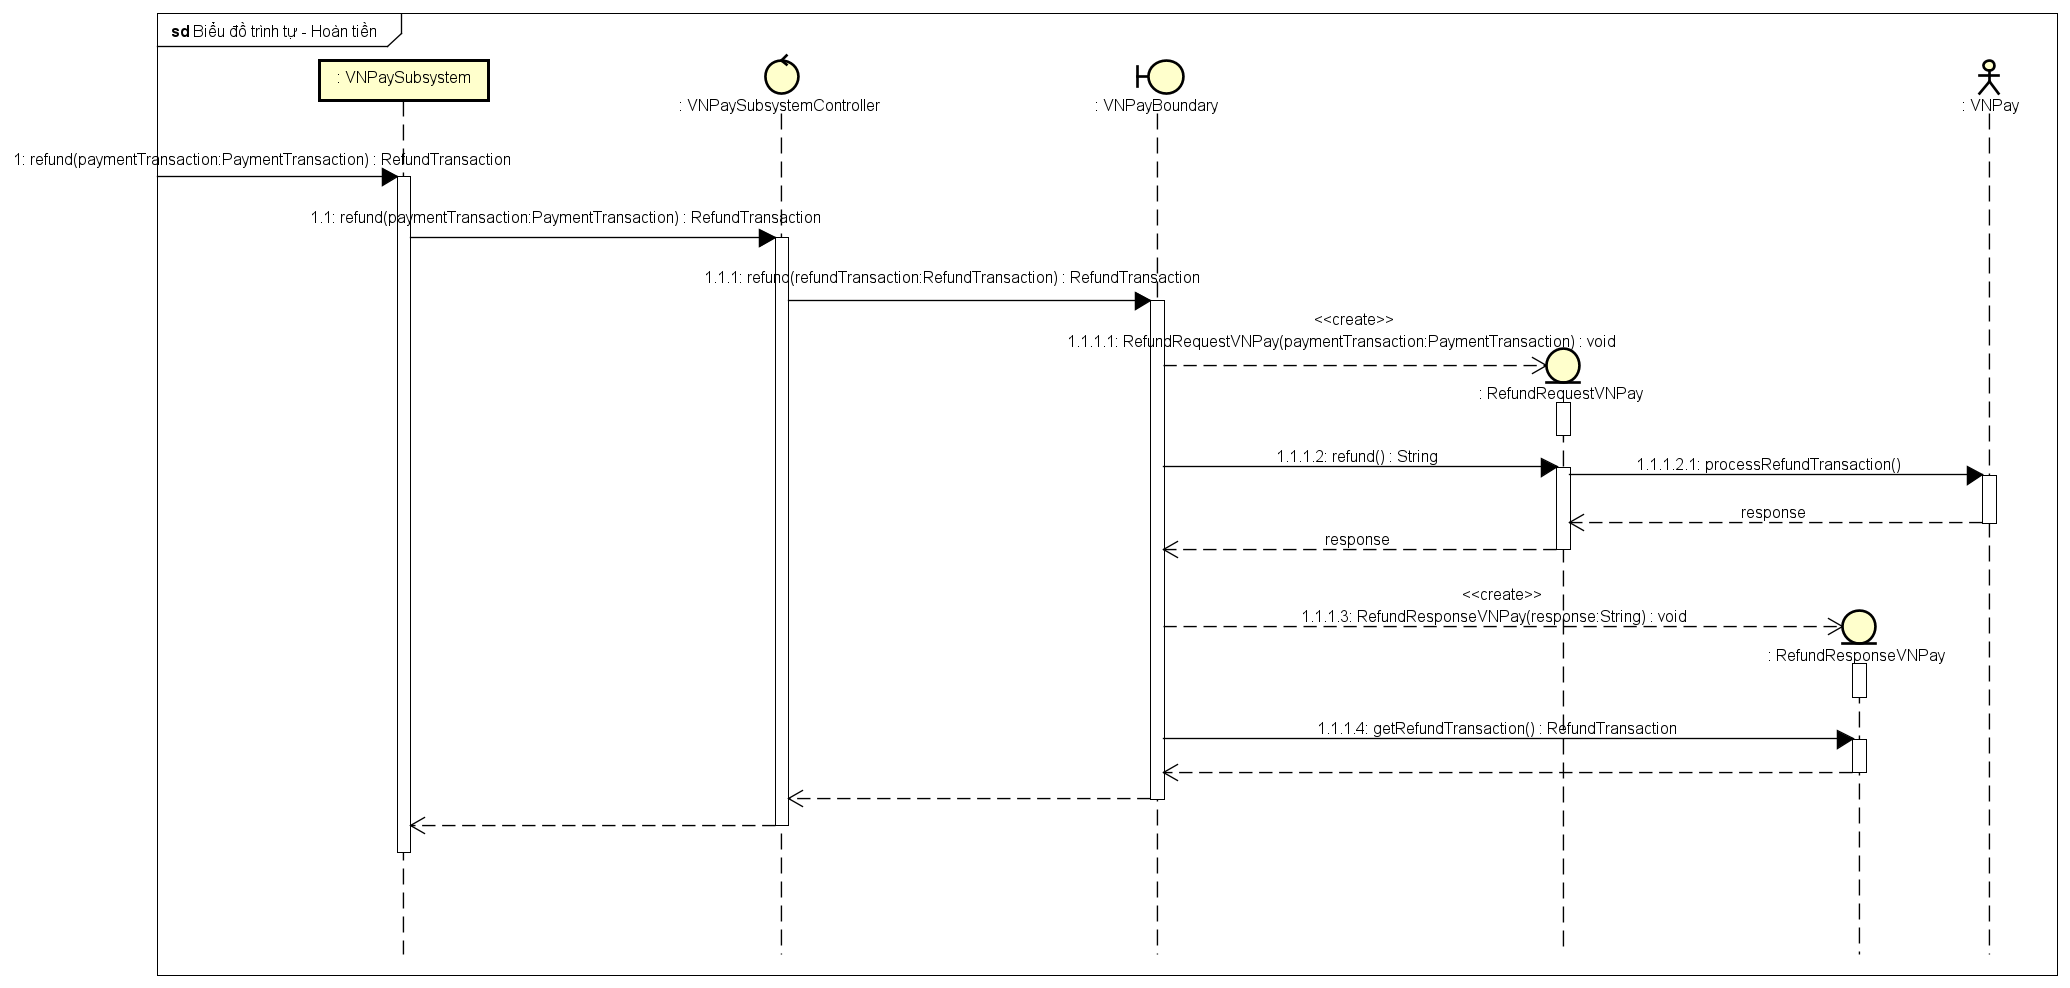 sd Biểu đồ trình tự - Hoàn tiền
: VNPaySubsystem
: VNPaySubsystemController
: VNPayBoundary
: VNPay
1: refund(paymentTransaction:PaymentTransaction) : RefundTransaction
1.1: refund(paymentTransaction:PaymentTransaction) : RefundTransaction
1.1.1: refund(refundTransaction:RefundTransaction) : RefundTransaction
<<create>>
1.1.1.1: RefundRequestVNPay(paymentTransaction:PaymentTransaction) : void
: RefundRequestVNPay
1.1.1.2: refund() : String
1.1.1.2.1: processRefundTransaction()
response
response
<<create>>
1.1.1.3: RefundResponseVNPay(response:String) : void
: RefundResponseVNPay
1.1.1.4: getRefundTransaction() : RefundTransaction